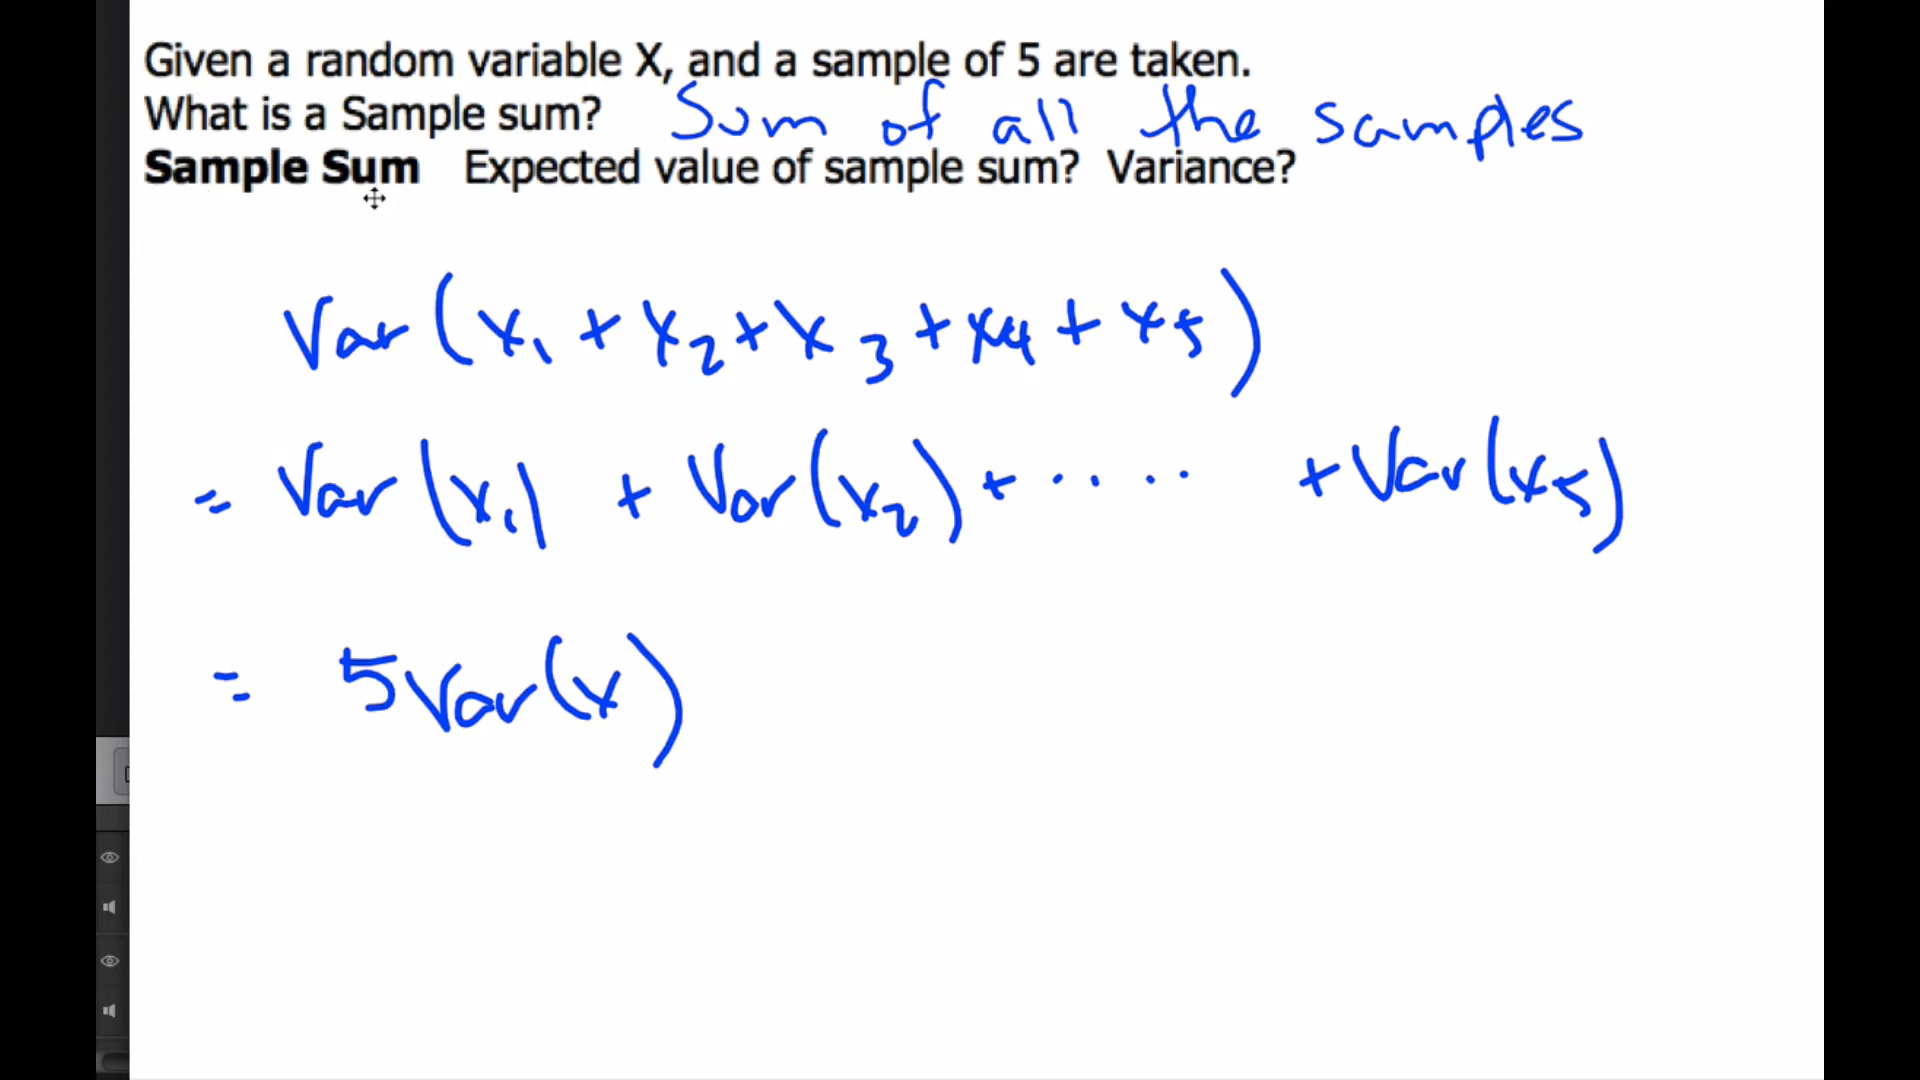 Given a random variable X, and a sample of 5 are taken.
What is a Sample sum? Sum of all the samples
Sample Sum Expected value of sample sum? Variance?
Var(x₁ + x₂ + x₃ + x₄ + x₅)
= Var(x₁) + Var(x₂) + ..... + Var(x₅)
= 5Var(x)